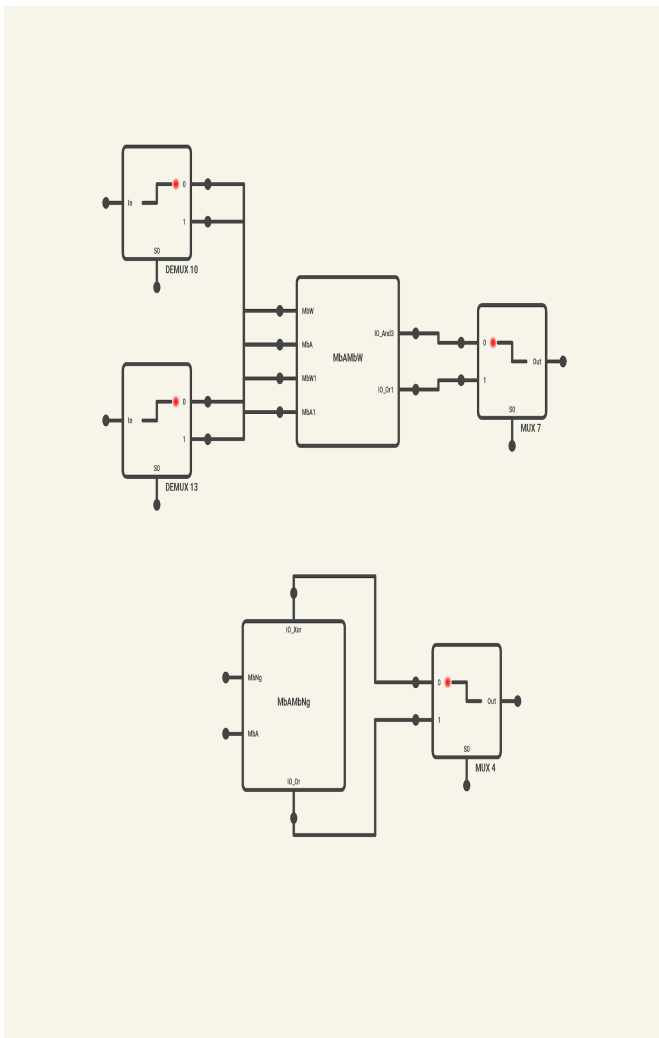 0
In
1
S0
DEMUX 10
MbW
MbA
MbW1
MbA1
MbAMbW
IO_And3
IO_Or1
0
1
Out
S0
MUX 7
0
In
1
S0
DEMUX 13
IO_Xor
MbNg
MbAMbNg
MbA
IO_Or
0
1
Out
S0
MUX 4